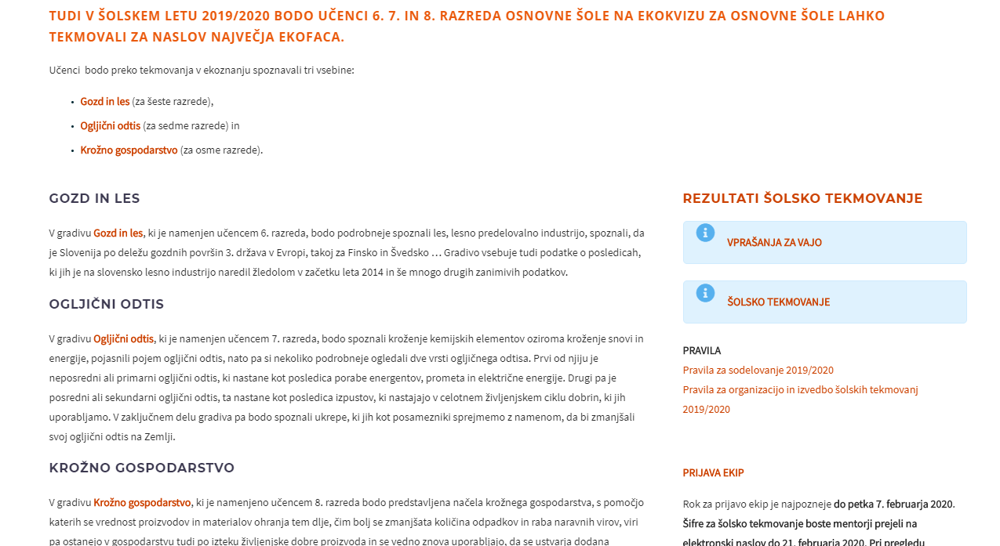 TUDI V ŠOLSKEM LETU 2019/2020 BODO UČENCI 6. 7. IN 8. RAZREDA OSNOVNE ŠOLE NA EKOKVIZU ZA OSNOVNE ŠOLE LAHKO
TEKMOVALI ZA NASLOV NAJVEČJA EKOFACA.
Učenci  bodo preko tekmovanja v ekoznanju spoznavali tri vsebine:
• Gozd in les (za šeste razrede),
• Ogljični odtis (za sedme razrede) in
• Krožno gospodarstvo (za osme razrede).
GOZD IN LES
V gradivu Gozd in les, ki je namenjen učencem 6. razreda, bodo podrobneje spoznali les, lesno predelovalno industrijo, spoznali, da
je Slovenija po deležu gozdnih površin 3. država v Evropi, takoj za Finsko in Švedsko … Gradivo vsebuje tudi podatke o posledicah,
ki jih je na slovensko lesno industrijo naredil žledolom v začetku leta 2014 in še mnogo drugih zanimivih podatkov.
OGLJIČNI ODTIS
V gradivu Ogljični odtis, ki je namenjen učencem 7. razreda, bodo spoznali kroženje kemijskih elementov oziroma kroženje snovi in
energije, pojasnili pojem ogljični odtis, nato pa si nekoliko podrobneje ogledali dve vrsti ogljičnega odtisa. Prvi od njiju je
neposredni ali primarni ogljični odtis, ki nastane kot posledica porabe energentov, prometa in električne energije. Drugi pa je
posredni ali sekundarni ogljični odtis, ta nastane kot posledica izpustov, ki nastajajo v celotnem življenjskem ciklu dobrin, ki jih
uporabljamo. V zaključnem delu gradiva pa bodo spoznali ukrepe, ki jih kot posamezniki sprejmemo z namenom, da bi zmanjšali
svoj ogljični odtis na Zemlji.
KROŽNO GOSPODARSTVO
V gradivu Krožno gospodarstvo, ki je namenjeno učencem 8. razreda bodo predstavljena načela krožnega gospodarstva, s pomočjo
katerih se vrednost proizvodov in materialov ohranja tem dlje, čim bolj se zmanjšata količina odpadkov in raba naravnih virov, viri
pa ostanejo v gospodarstvu tudi po izteku življenjske dobre proizvoda in se vedno znova uporabljajo, da se ustvarja dodana
REZULTATI ŠOLSKO TEKMOVANJE
VPRAŠANJA ZA VAJO
ŠOLSKO TEKMOVANJE
PRAVILA
Pravila za sodelovanje 2019/2020
Pravila za organizacijo in izvedbo šolskih tekmovanj
2019/2020
PRIJAVA EKIP
Rok za prijavo ekip je najpozneje do petka 7. februarja 2020.
Šifre za šolsko tekmovanje boste mentorji prejeli na
elektronski naslov do 21. februarja 2020. Pri pregledu